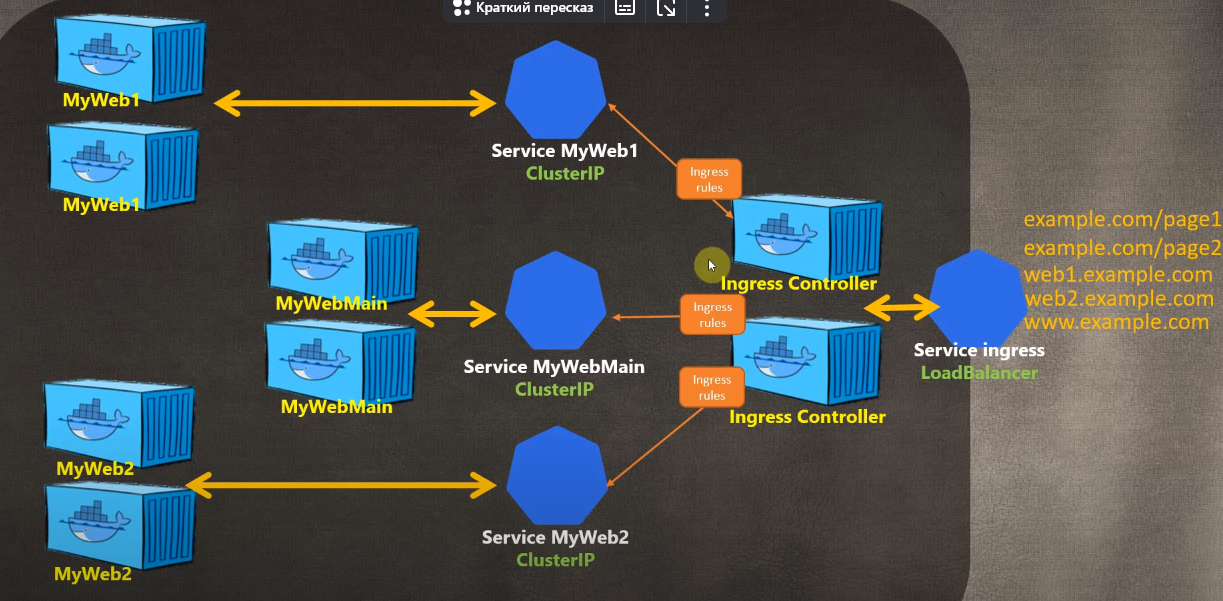 Краткий пересказ
MyWeb1
MyWeb1
Service MyWeb1
ClusterIP
Ingress
rules
MyWebMain
MyWebMain
Service MyWebMain
ClusterIP
Ingress Controller
Ingress
rules
Ingress
rules
Ingress Controller
example.com/page1
example.com/page2
web1.example.com
web2.example.com
www.example.com
Service ingress
LoadBalancer
MyWeb2
MyWeb2
Service MyWeb2
ClusterIP